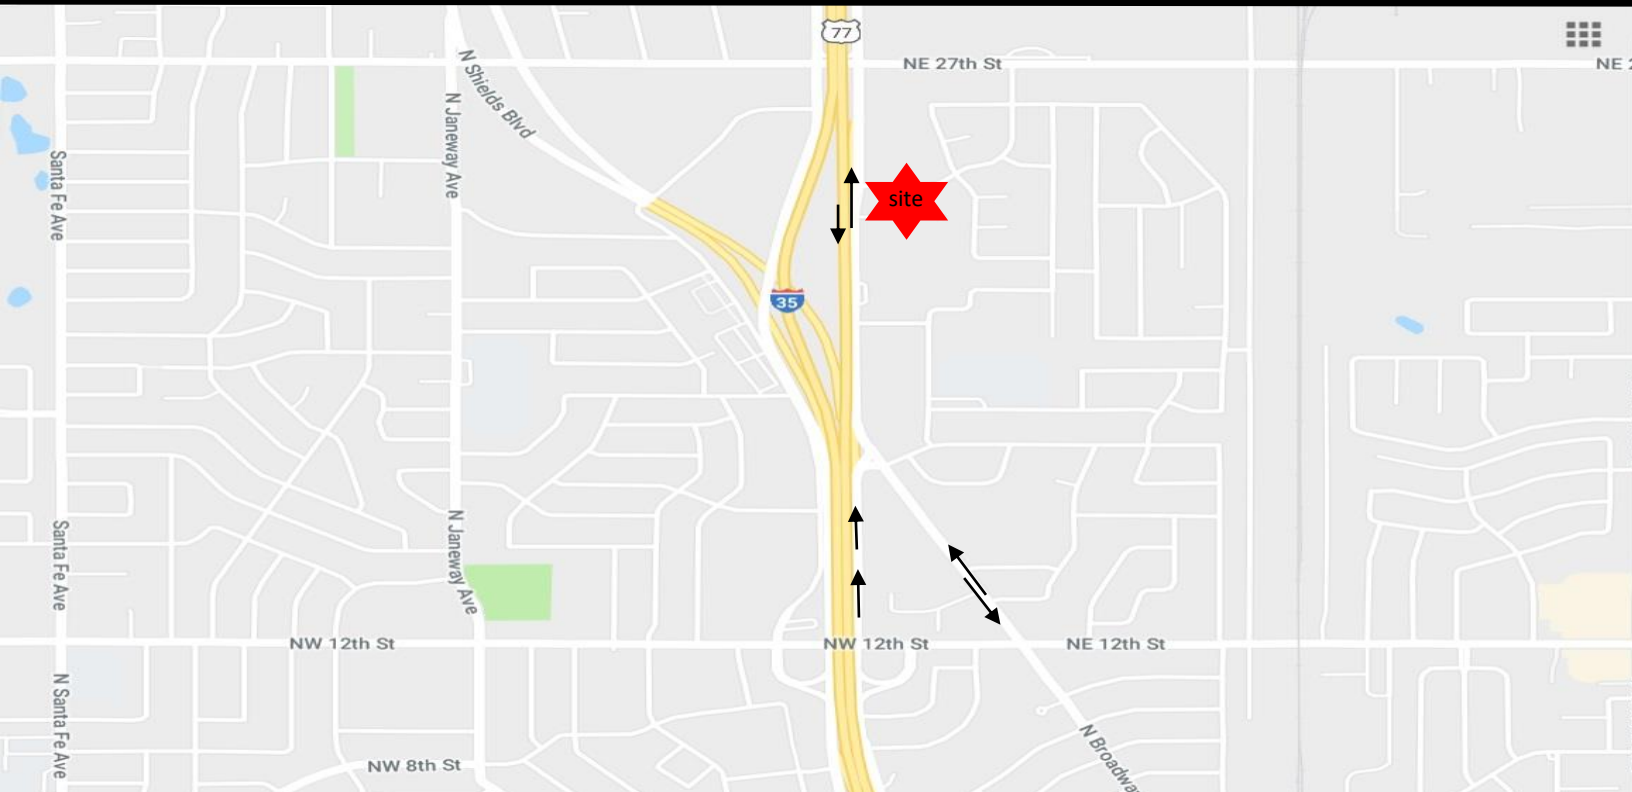 77
NE 27th St
NE 2
N Shields Blvd
N Janeway Ave
Santa Fe Ave
site
35
Santa Fe Ave
N Janeway Ave
NW 12th St
NW 12th St
NE 12th St
N Santa Fe Ave
N Broadway
NW 8th St